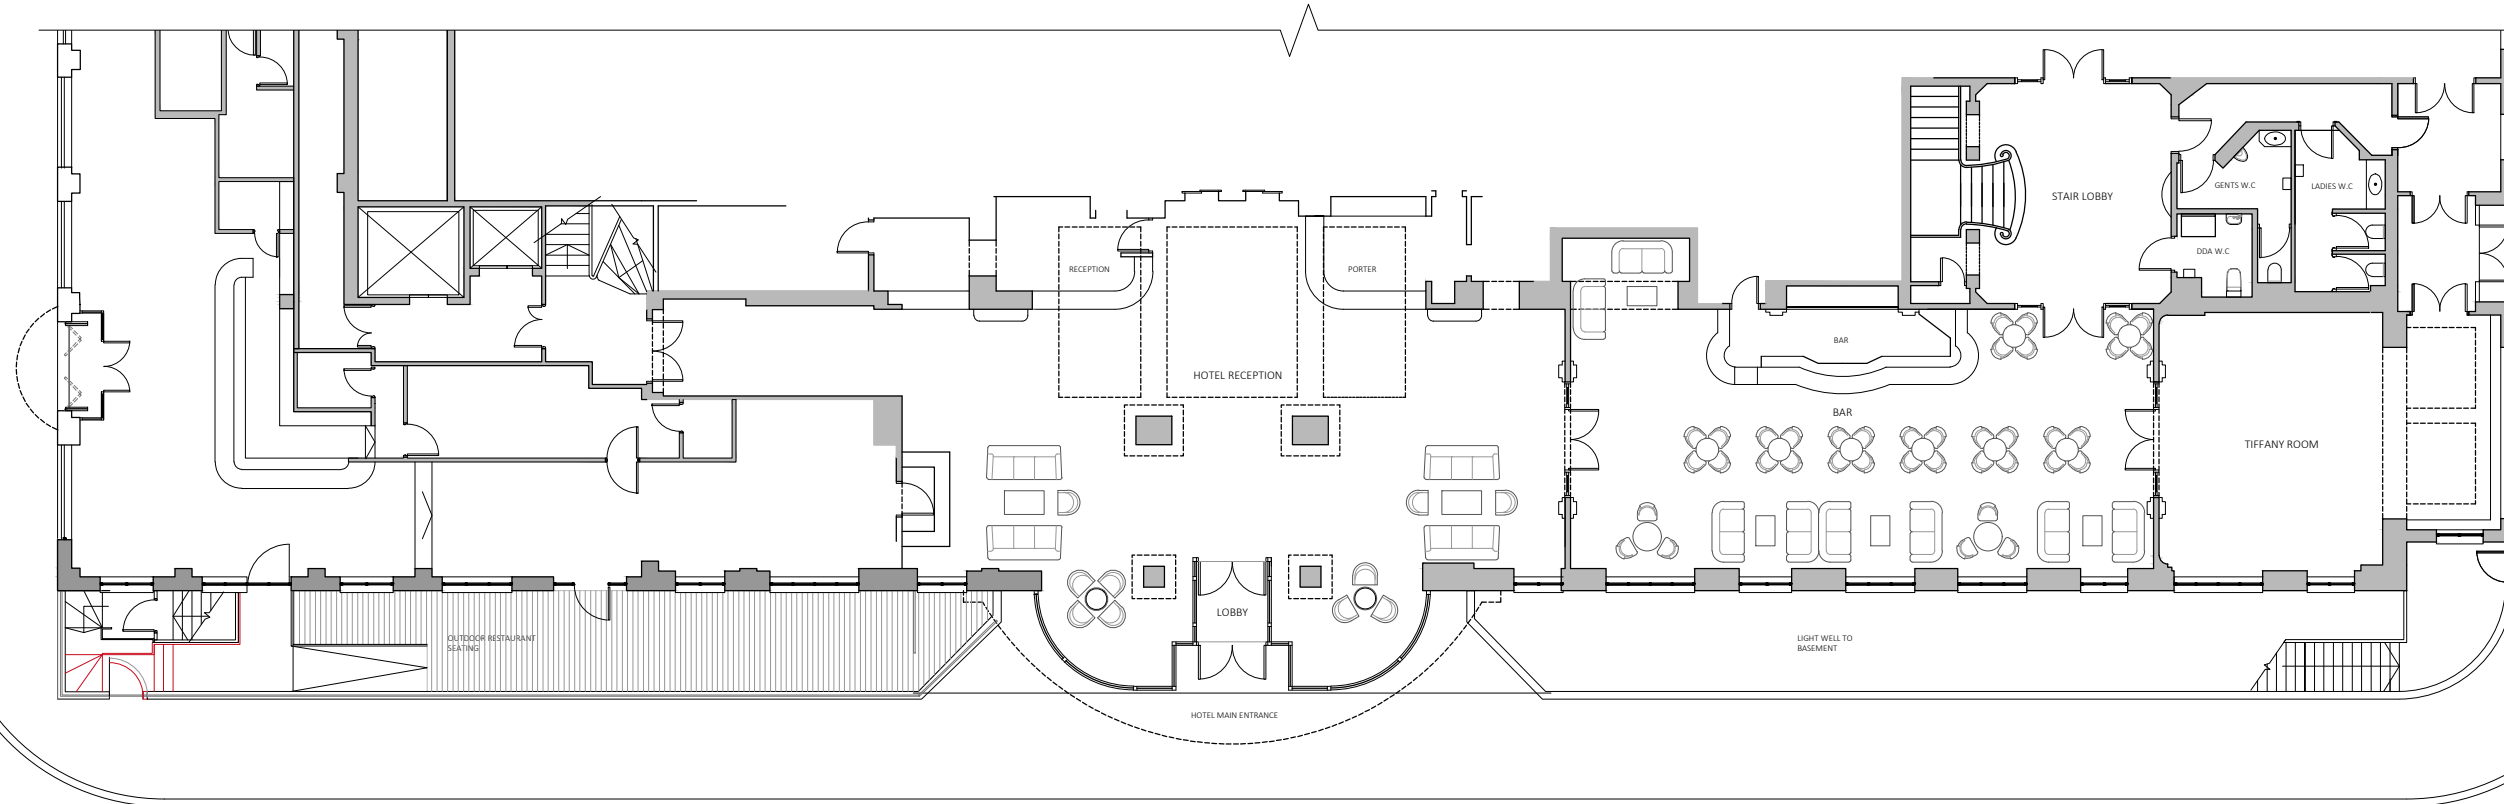 STAIR LOBBY
GENTS W.C
LADIES W.C
DDA W.C
RECEPTION
PORTER
HOTEL RECEPTION
BAR
BAR
TIFFANY ROOM
LOBBY
OUTDOOR RESTAURANT
SEATING
LIGHT WELL TO
BASEMENT
HOTEL MAIN ENTRANCE